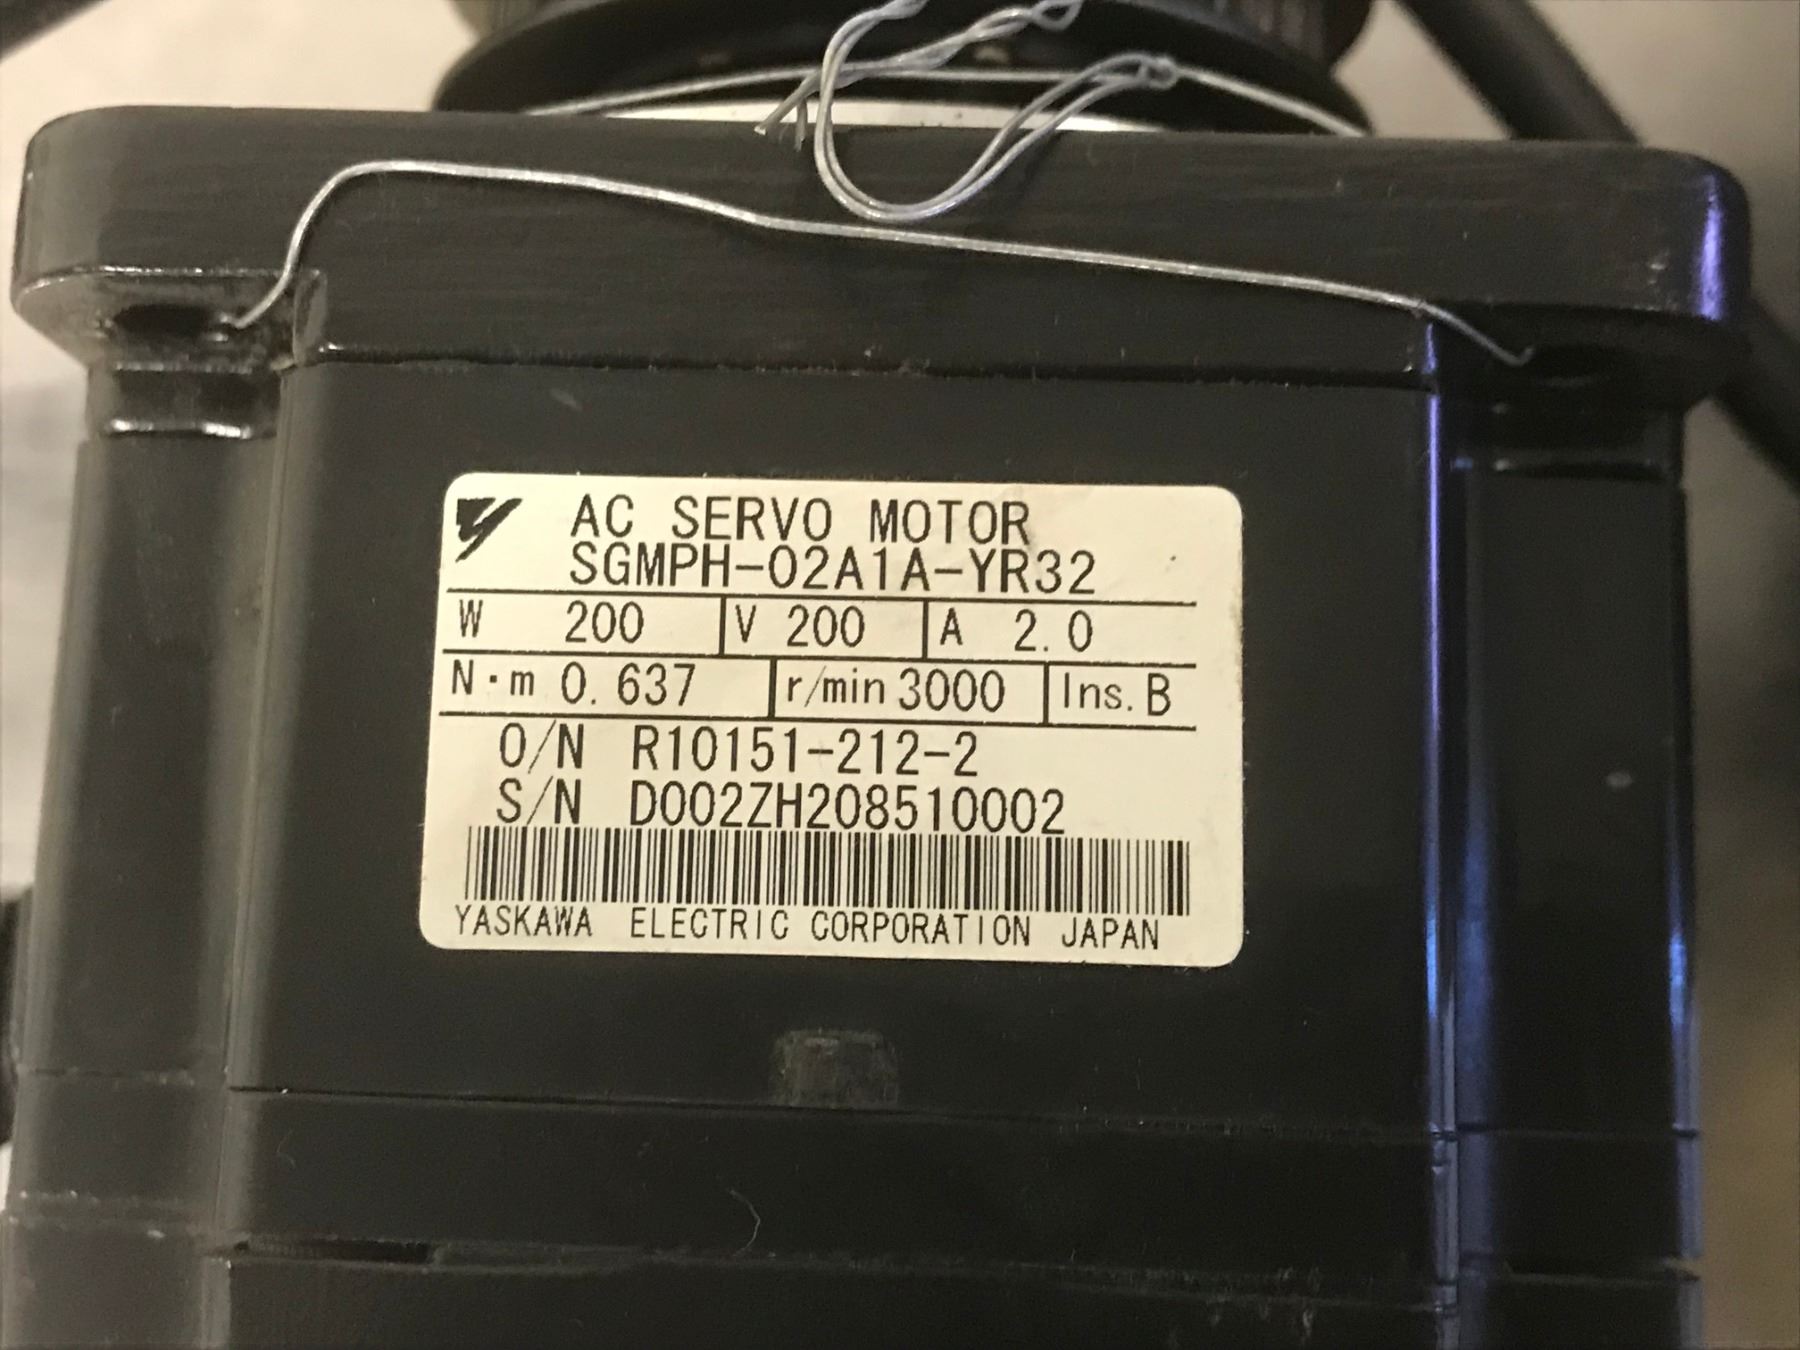 AC SERVO MOTOR
SGMPH-02A1A-YR32
W 200 V 200 A 2.0
N·m 0.637 r/min 3000 Ins. B
O/N R10151-212-2
S/N D002ZH208510002
YASKAWA ELECTRIC CORPORATION JAPAN